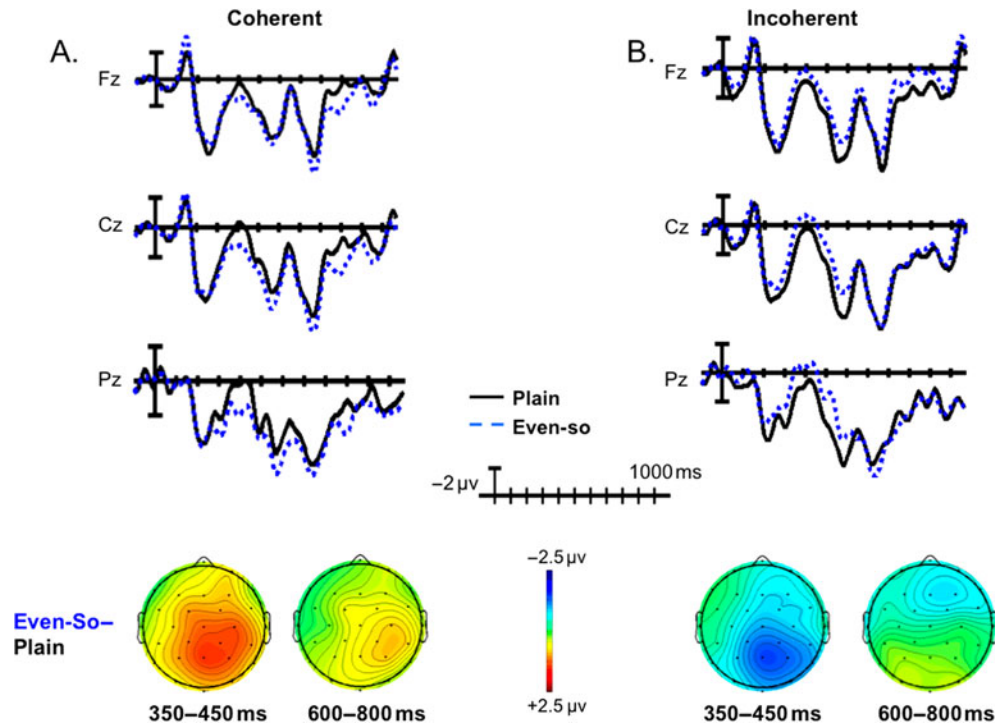 Coherent
Incoherent
A.
B.
Fz
Fz
Cz
Cz
Pz
Pz
Plain
Even-so
1000 ms
–2 μv
–2.5 μv
Even-So–
Plain
+2.5 μv
350–450 ms
600–800 ms
350–450 ms
600–800 ms